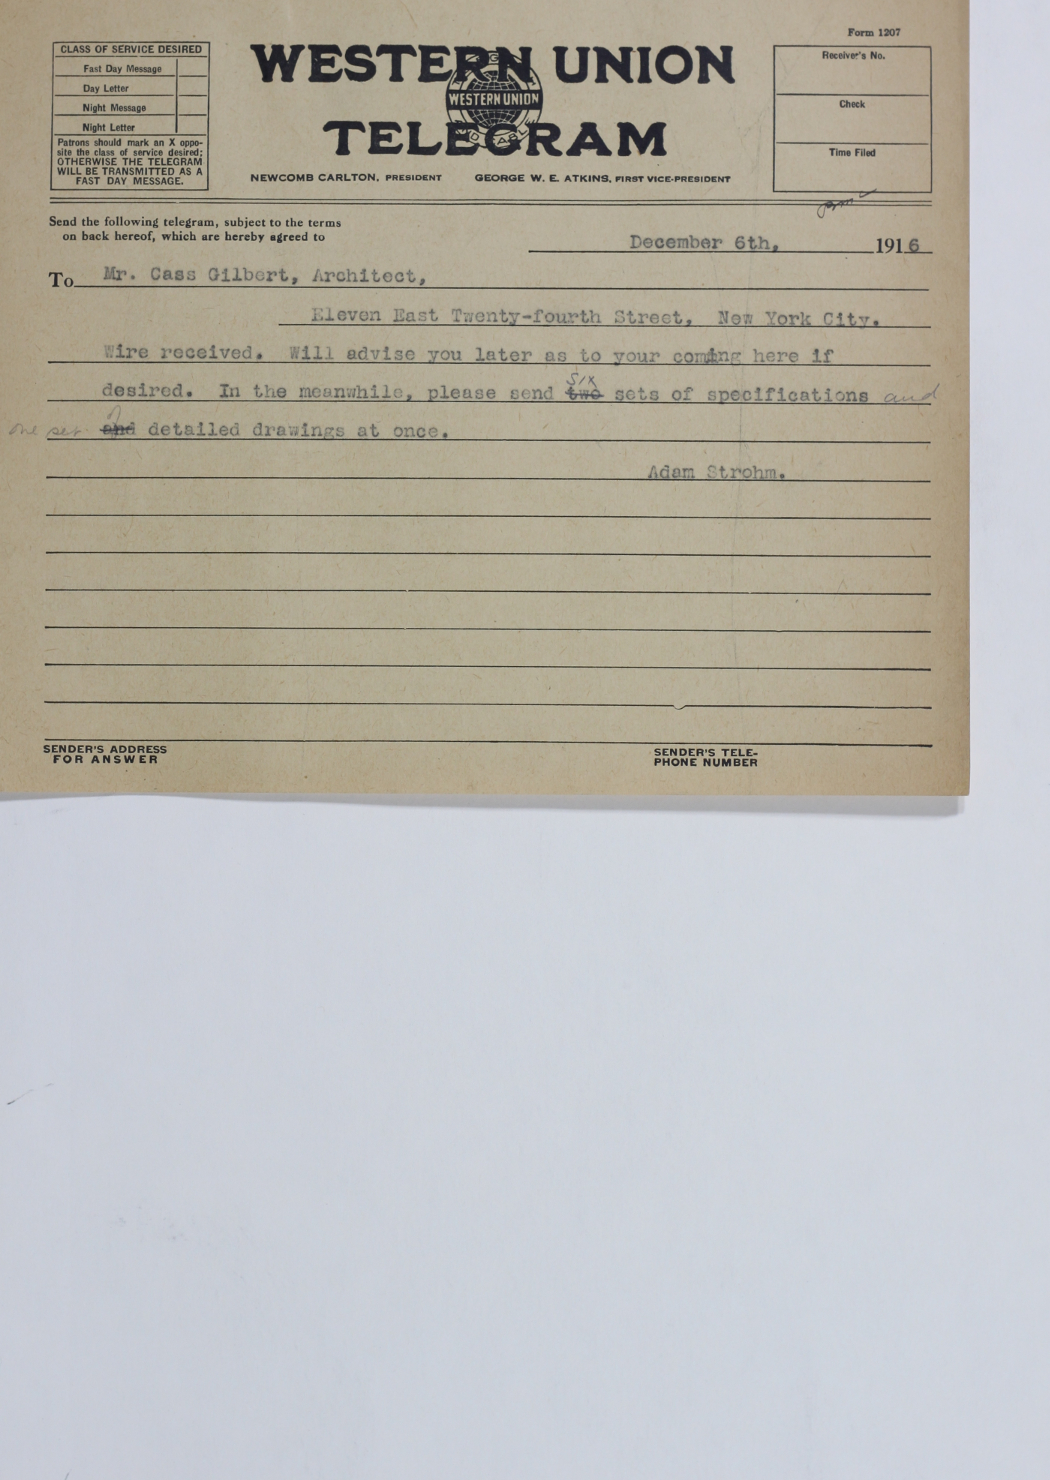 Form 1207
CLASS OF SERVICE DESIRED
Fast Day Message
Day Letter
Night Message
Night Letter
Patrons should mark an X oppo-
site the class of service desired;
OTHERWISE THE TELEGRAM
WILL BE TRANSMITTED AS A
FAST DAY MESSAGE.
WESTERN UNION
WESTERN UNION
TELEGRAM
NEWCOMB CARLTON, PRESIDENT GEORGE W. E. ATKINS, FIRST VICE-PRESIDENT
Receiver's No.
Check
Time Filed
Send the following telegram, subject to the terms
on back hereof, which are hereby agreed to
December 6th, 1916
To Mr. Cass Gilbert, Architect,
Eleven East Twenty-fourth Street, New York City.
Wire received. Will advise you later as to your coming here if
six
desired. In the meanwhile, please send two sets of specifications and
one set and detailed drawings at once.
Adam Strohm.
SENDER'S ADDRESS
FOR ANSWER
SENDER'S TELE-
PHONE NUMBER